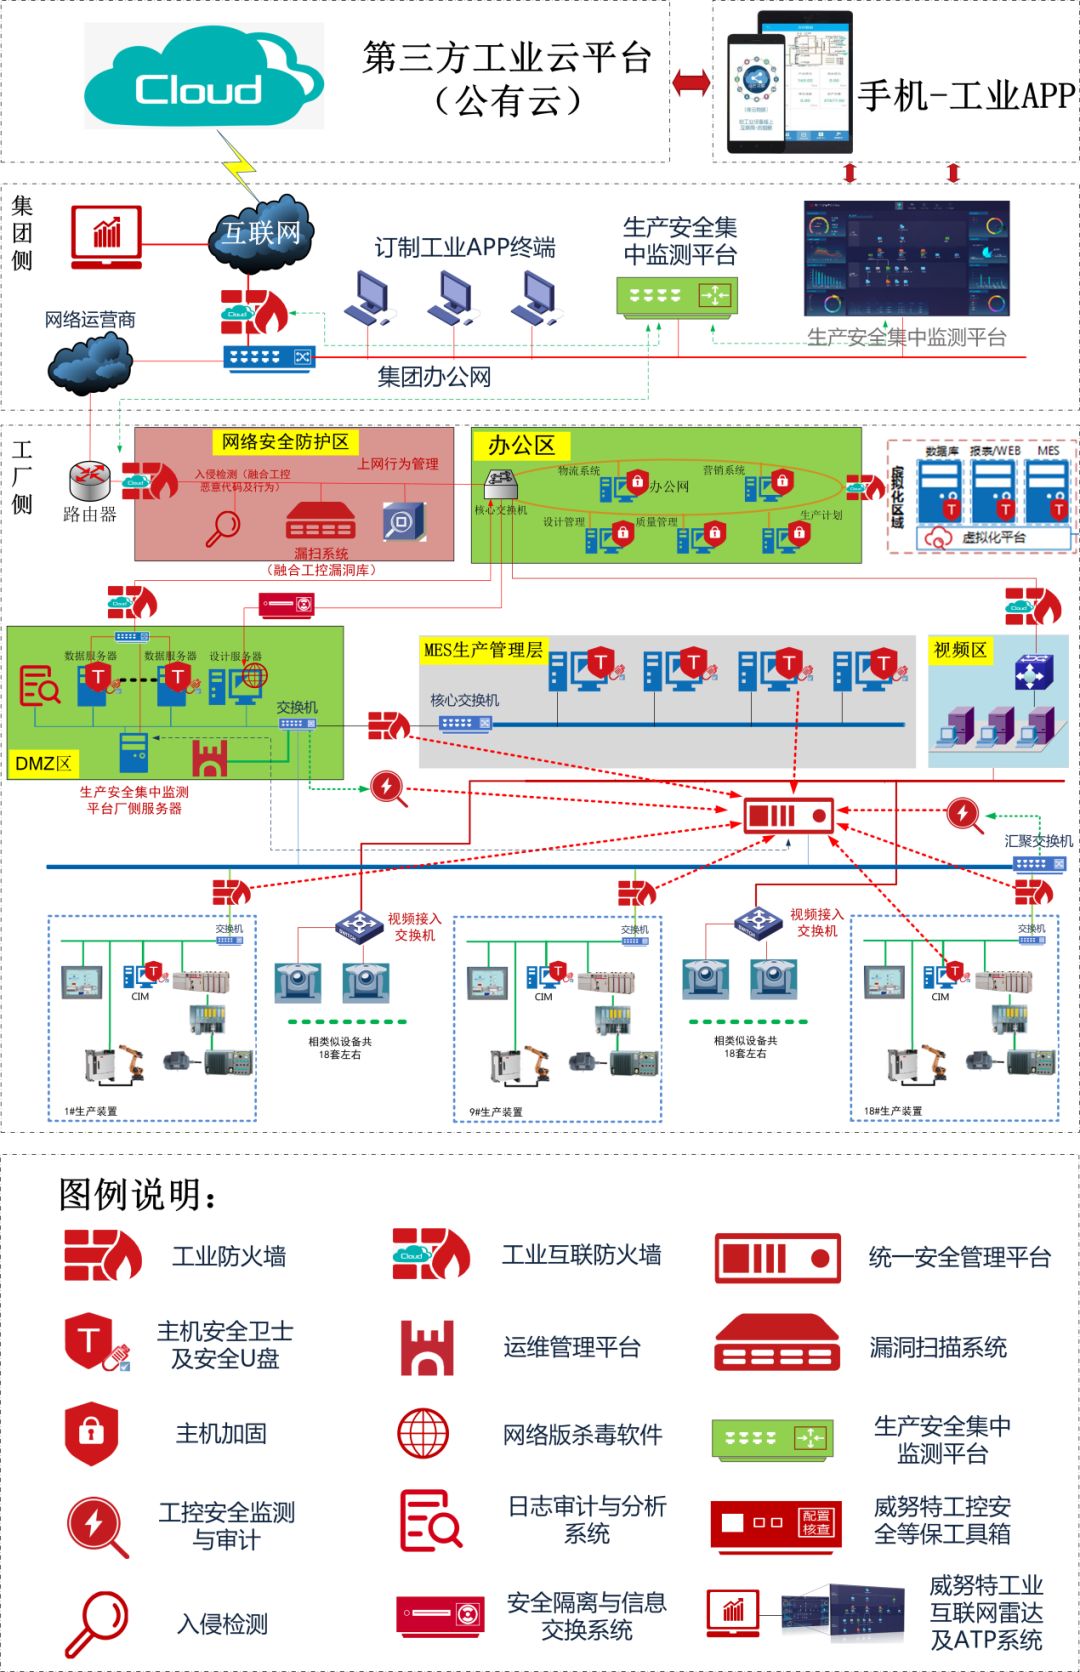 Cloud
第三方工业云平台
（公有云）
手机-工业APP
集团侧
互联网
订制工业APP终端
生产安全集
中监测平台
网络运营商
生产安全集中监测平台
集团办公网
工厂侧
网络安全防护区
上网行为管理
入侵检测（融合工控
恶意代码及行为）
Cloud
路由器
漏扫系统
（融合工控漏洞库）
办公区
物流系统
营销系统
办公网
核心交换机
设计管理
质量管理
生产计划
虚拟化区域
数据库
报表/WEB
MES
虚拟化平台
Cloud
Cloud
数据服务器
数据服务器
设计服务器
T
T
交换机
DMZ区
生产安全集中监测
平台厂侧服务器
MES生产管理层
核心交换机
T
T
T
T
视频区
汇聚交换机
交换机
视频接入
交换机
SWITCH
交换机
视频接入
交换机
SWITCH
交换机
CIM
CIM
CIM
相类似设备共
18套左右
相类似设备共
18套左右
1#生产装置
9#生产装置
18#生产装置
图例说明：
工业防火墙
Cloud
工业互联防火墙
统一安全管理平台
T
主机安全卫士
及安全U盘
运维管理平台
漏洞扫描系统
主机加固
网络版杀毒软件
生产安全集中
监测平台
工控安全监测
与审计
日志审计与分析
系统
配置
核查
威努特工控安
全等保工具箱
入侵检测
安全隔离与信息
交换系统
威努特工业
互联网雷达
及ATP系统